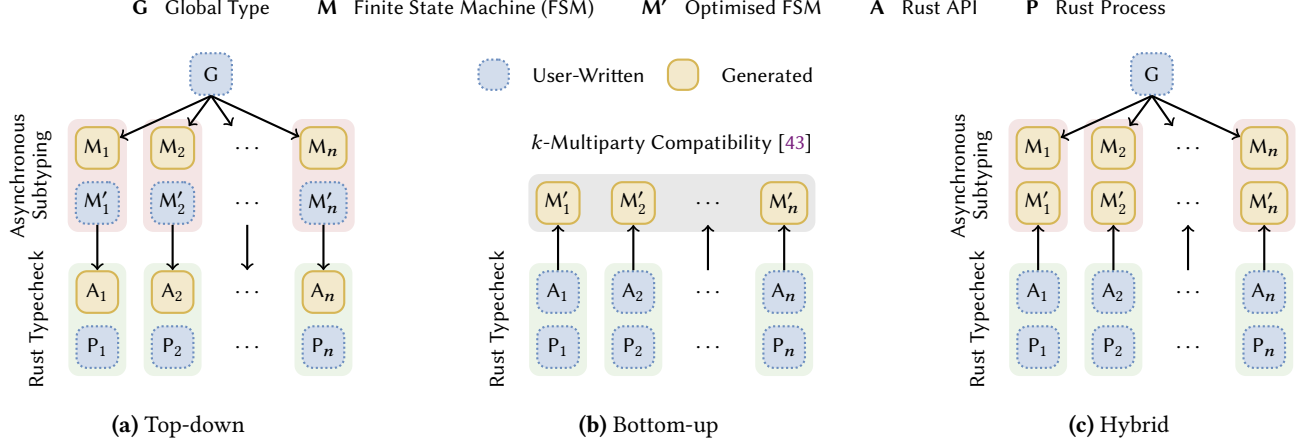 G Global Type M Finite State Machine (FSM) M′ Optimised FSM A Rust API P Rust Process
G
Asynchronous
Subtyping
M₁ M₂ ··· Mₙ
M′₁ M′₂ ··· M′ₙ
Rust Typecheck
A₁ A₂ ··· Aₙ
P₁ P₂ ··· Pₙ
(a) Top-down
User-Written Generated
k-Multiparty Compatibility [43]
M′₁ M′₂ ··· M′ₙ
Rust Typecheck
A₁ A₂ ··· Aₙ
P₁ P₂ ··· Pₙ
(b) Bottom-up
G
Asynchronous
Subtyping
M₁ M₂ ··· Mₙ
M′₁ M′₂ ··· M′ₙ
Rust Typecheck
A₁ A₂ ··· Aₙ
P₁ P₂ ··· Pₙ
(c) Hybrid